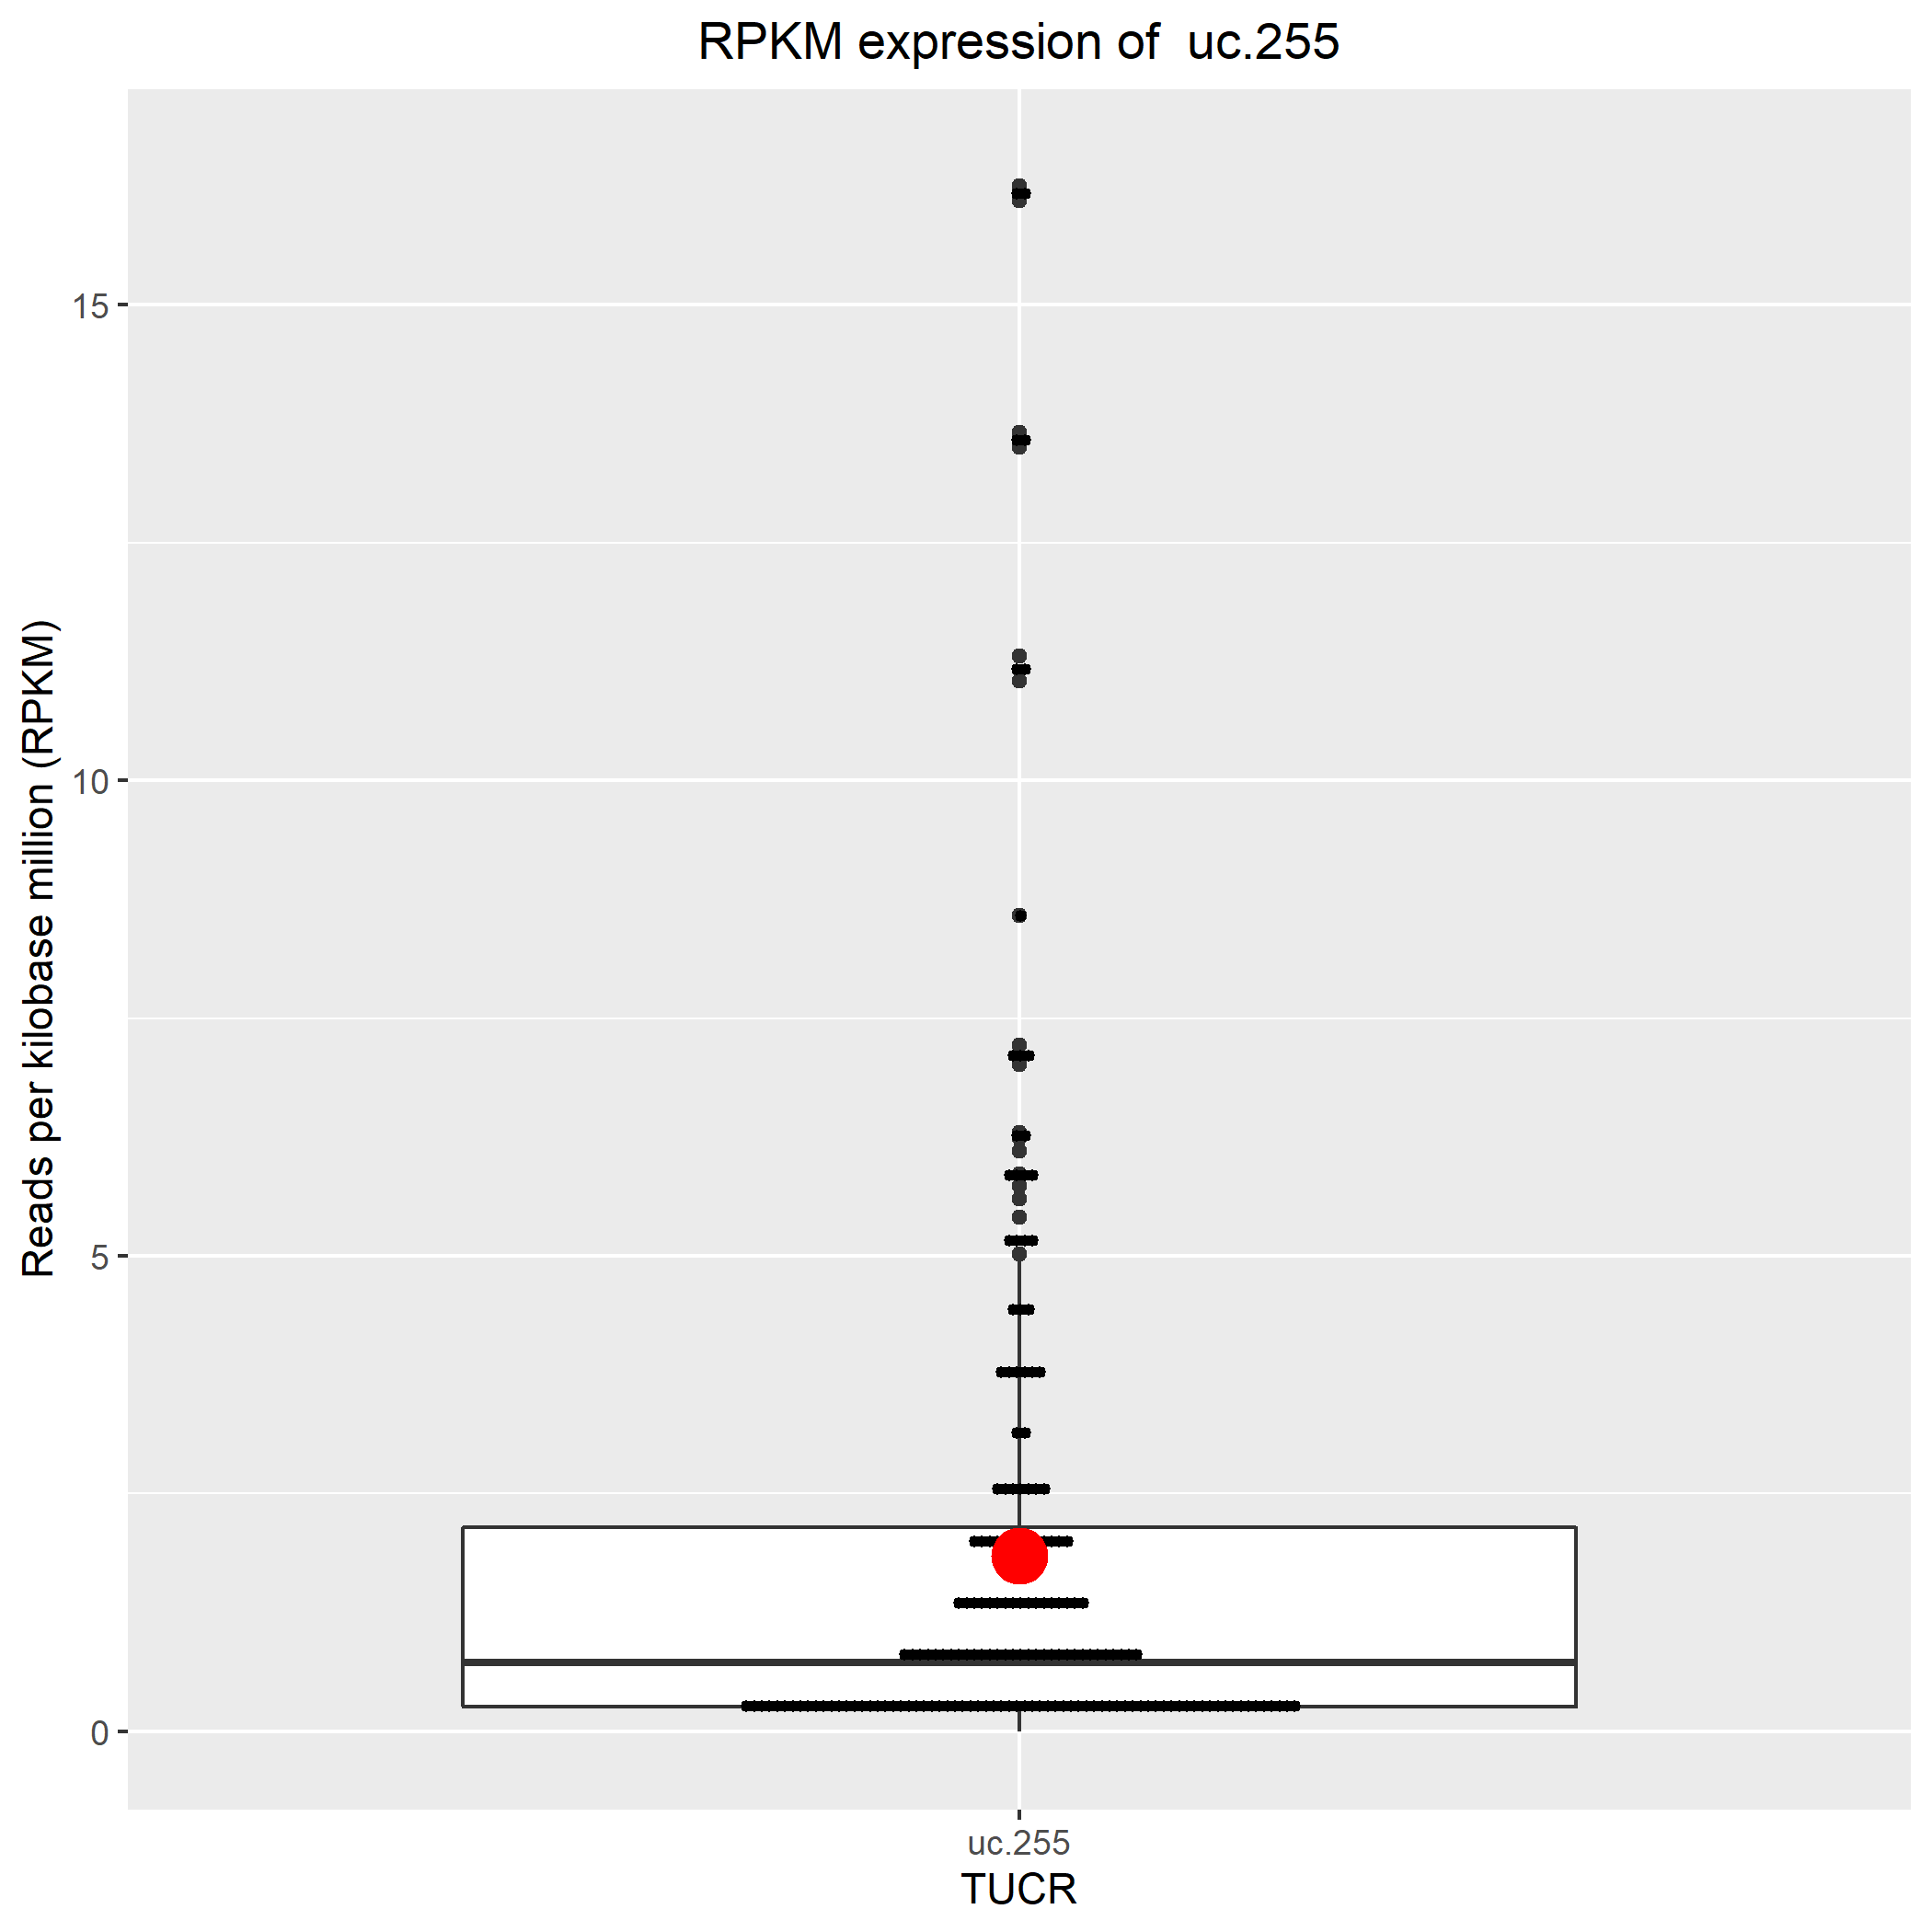 RPKM expression of  uc.255
Reads per kilobase million (RPKM)
15
10
5
0
uc.255
TUCR